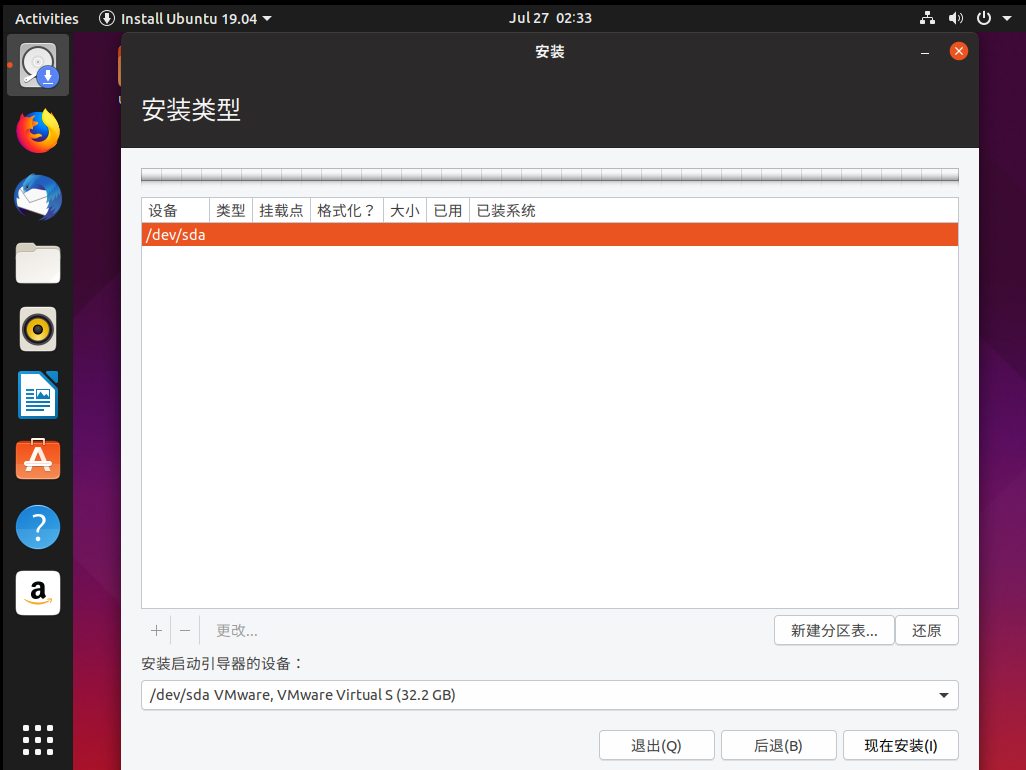 Activities Install Ubuntu 19.04 Jul 27 02:33
安装
安装类型
设备 类型 挂载点 格式化？ 大小 已用 已装系统
/dev/sda
+ − 更改... 新建分区表... 还原
安装启动引导器的设备：
/dev/sda VMware, VMware Virtual S (32.2 GB)
退出(Q) 后退(B) 现在安装(I)